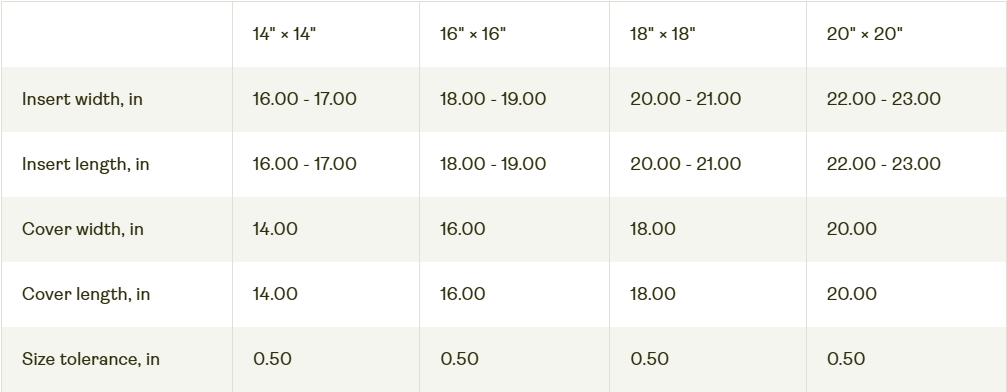 14" × 14" 16" × 16" 18" × 18" 20" × 20"
Insert width, in 16.00 - 17.00 18.00 - 19.00 20.00 - 21.00 22.00 - 23.00
Insert length, in 16.00 - 17.00 18.00 - 19.00 20.00 - 21.00 22.00 - 23.00
Cover width, in 14.00 16.00 18.00 20.00
Cover length, in 14.00 16.00 18.00 20.00
Size tolerance, in 0.50 0.50 0.50 0.50